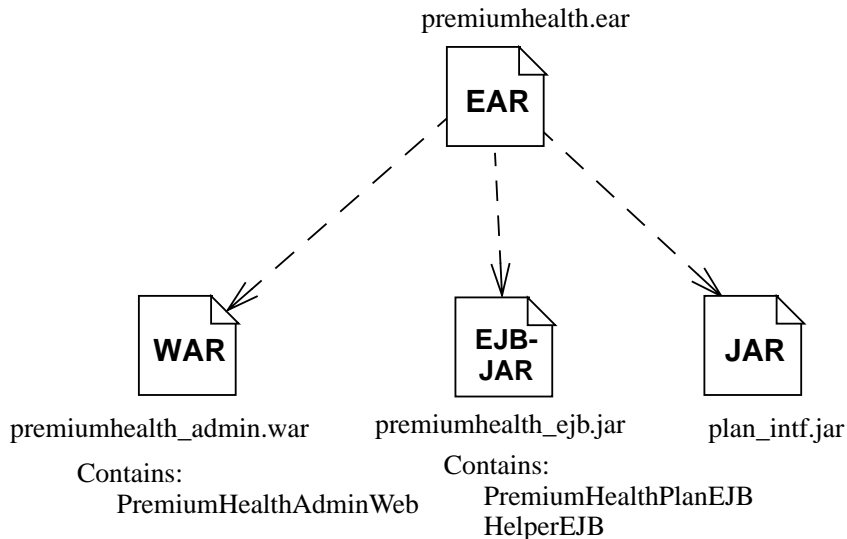 premiumhealth.ear
EAR
WAR
EJB-
JAR
JAR
premiumhealth_admin.war
premiumhealth_ejb.jar
plan_intf.jar
Contains:
PremiumHealthAdminWeb
Contains:
PremiumHealthPlanEJB
HelperEJB